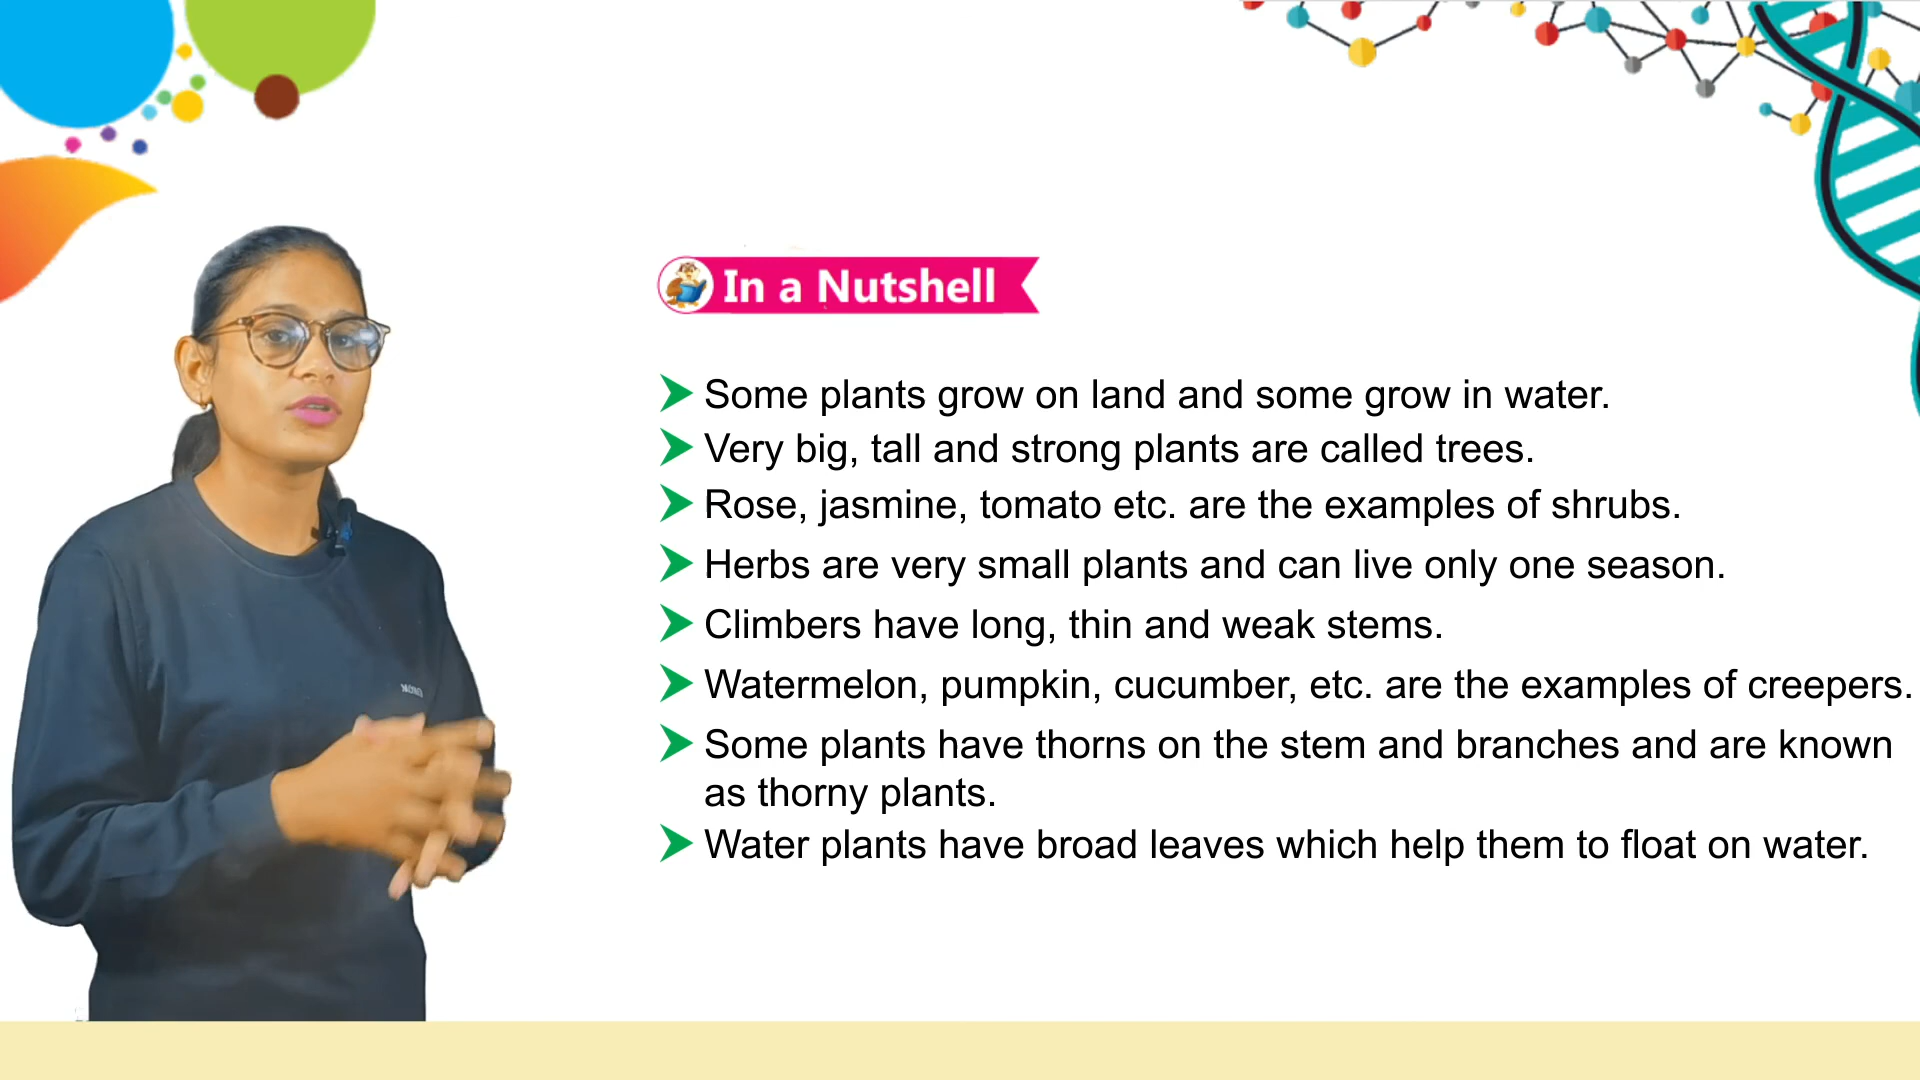 In a Nutshell
Some plants grow on land and some grow in water.
Very big, tall and strong plants are called trees.
Rose, jasmine, tomato etc. are the examples of shrubs.
Herbs are very small plants and can live only one season.
Climbers have long, thin and weak stems.
Watermelon, pumpkin, cucumber, etc. are the examples of creepers.
Some plants have thorns on the stem and branches and are known
as thorny plants.
Water plants have broad leaves which help them to float on water.